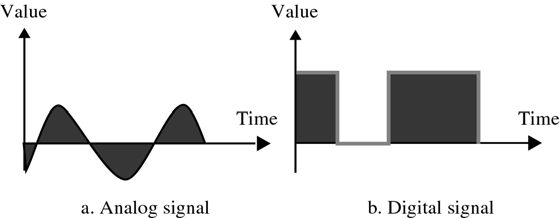 Value
Time
a. Analog signal
Value
Time
b. Digital signal